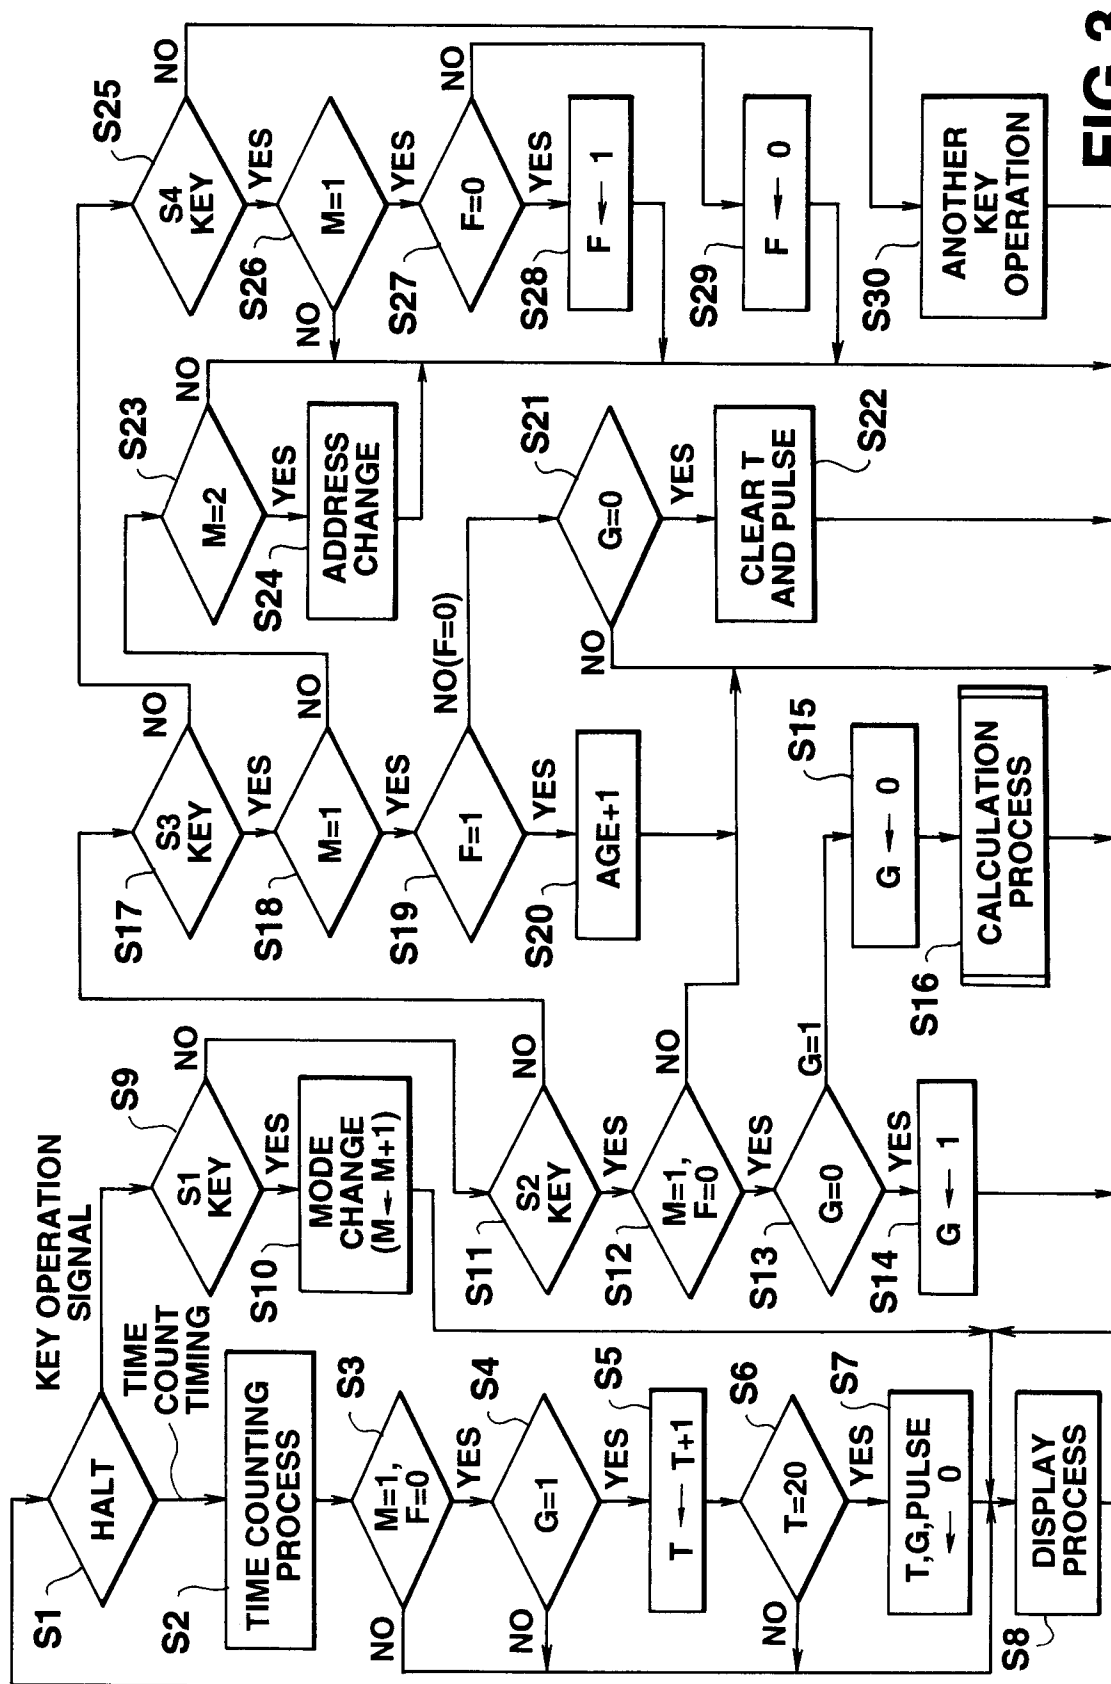 KEY OPERATION
SIGNAL
S1
HALT
TIME
COUNT
TIMING
S2
TIME COUNTING
PROCESS
S3
M=1,
F=0
NO
YES
S4
G=1
NO
YES
S5
T ← T+1
S6
T=20
NO
YES
S7
T,G,PULSE
← 0
S8
DISPLAY
PROCESS
S9
S1
KEY
NO
YES
S10
MODE
CHANGE
(M ← M+1)
S11
S2
KEY
NO
YES
S12
M=1,
F=0
NO
YES
S13
G=0
G=1
YES
S14
G ← 1
S15
G ← 0
S16
CALCULATION
PROCESS
S17
S3
KEY
NO
YES
S18
M=1
NO
YES
S19
F=1
NO(F=0)
YES
S20
AGE+1
S21
G=0
NO
YES
S22
CLEAR T
AND PULSE
S23
M=2
NO
YES
S24
ADDRESS
CHANGE
S25
S4
KEY
NO
YES
S26
M=1
NO
YES
S27
F=0
NO
YES
S28
F ← 1
S29
F ← 0
S30
ANOTHER
KEY
OPERATION
FIG.3